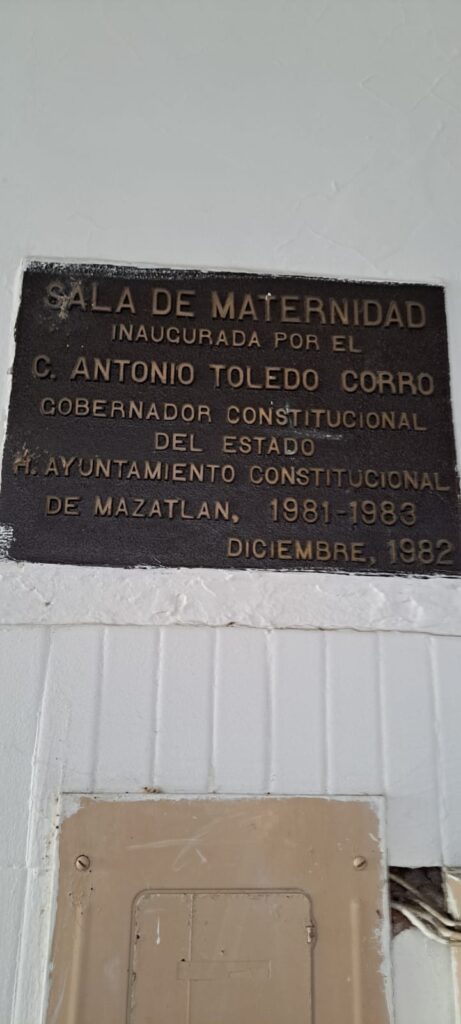 SALA DE MATERNIDAD
INAUGURADA POR EL
C. ANTONIO TOLEDO CORRO
GOBERNADOR CONSTITUCIONAL
DEL ESTADO
H. AYUNTAMIENTO CONSTITUCIONAL
DE MAZATLAN, 1981-1983
DICIEMBRE, 1982